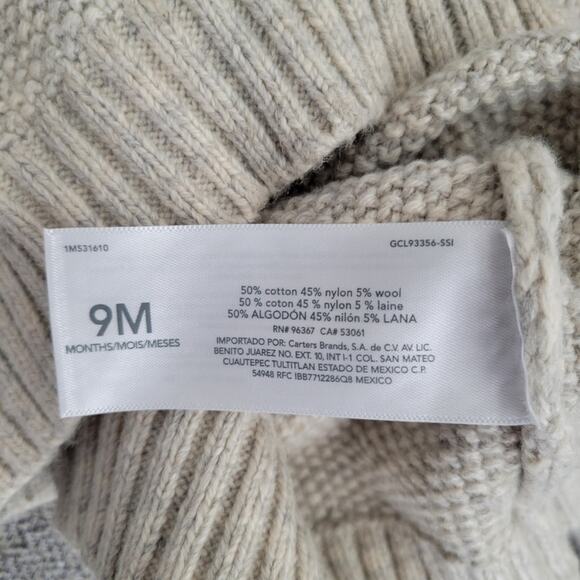 1M531610
GCL93356-SSI
9M
MONTHS/MOIS/MESES
50% cotton 45% nylon 5% wool
50 % coton 45 % nylon 5 % laine
50% ALGODÓN 45% nilón 5% LANA
RN# 96367 CA# 53061
IMPORTADO POR: Carters Brands, S.A. de C.V. AV. LIC.
BENITO JUAREZ NO. EXT. 10, INT I-1 COL. SAN MATEO
CUAUTEPEC TULTITLAN ESTADO DE MEXICO C.P.
54948 RFC IBB7712286Q8 MEXICO